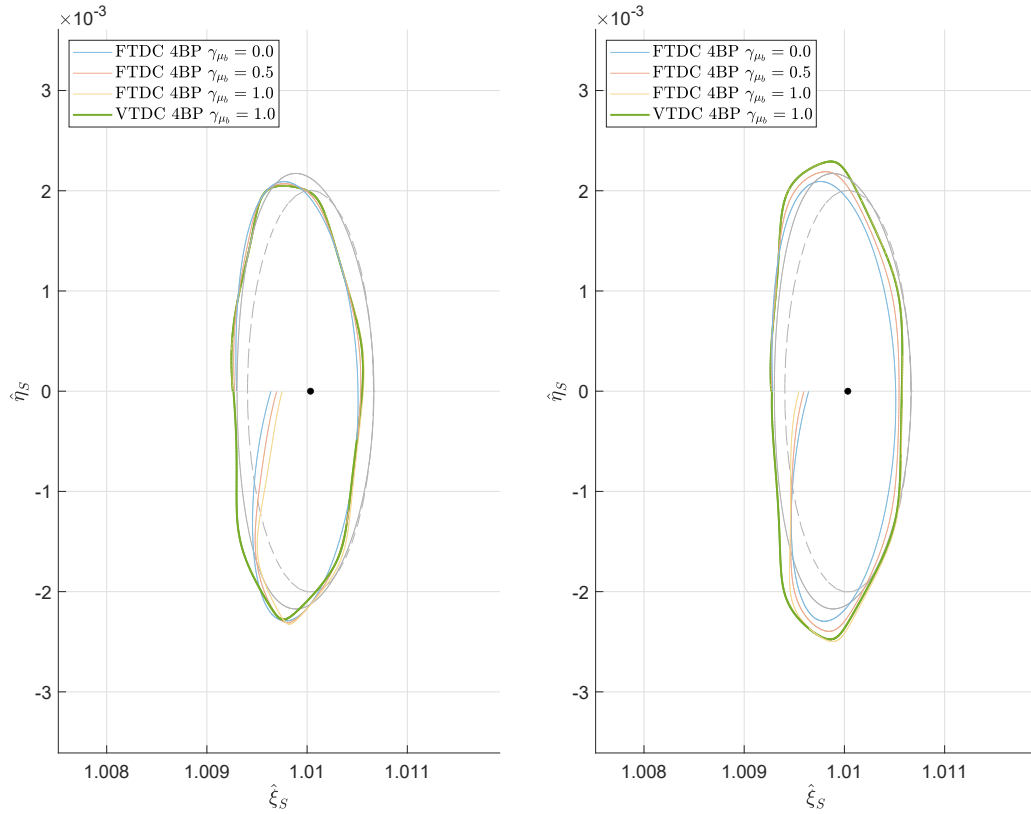 ×10⁻³
FTDC 4BP γ_{μ_b} = 0.0
FTDC 4BP γ_{μ_b} = 0.5
FTDC 4BP γ_{μ_b} = 1.0
VTDC 4BP γ_{μ_b} = 1.0
3
2
1
0
-1
-2
-3
η̂_S
1.008
1.009
1.01
1.011
ξ̂_S
×10⁻³
FTDC 4BP γ_{μ_b} = 0.0
FTDC 4BP γ_{μ_b} = 0.5
FTDC 4BP γ_{μ_b} = 1.0
VTDC 4BP γ_{μ_b} = 1.0
3
2
1
0
-1
-2
-3
η̂_S
1.008
1.009
1.01
1.011
ξ̂_S